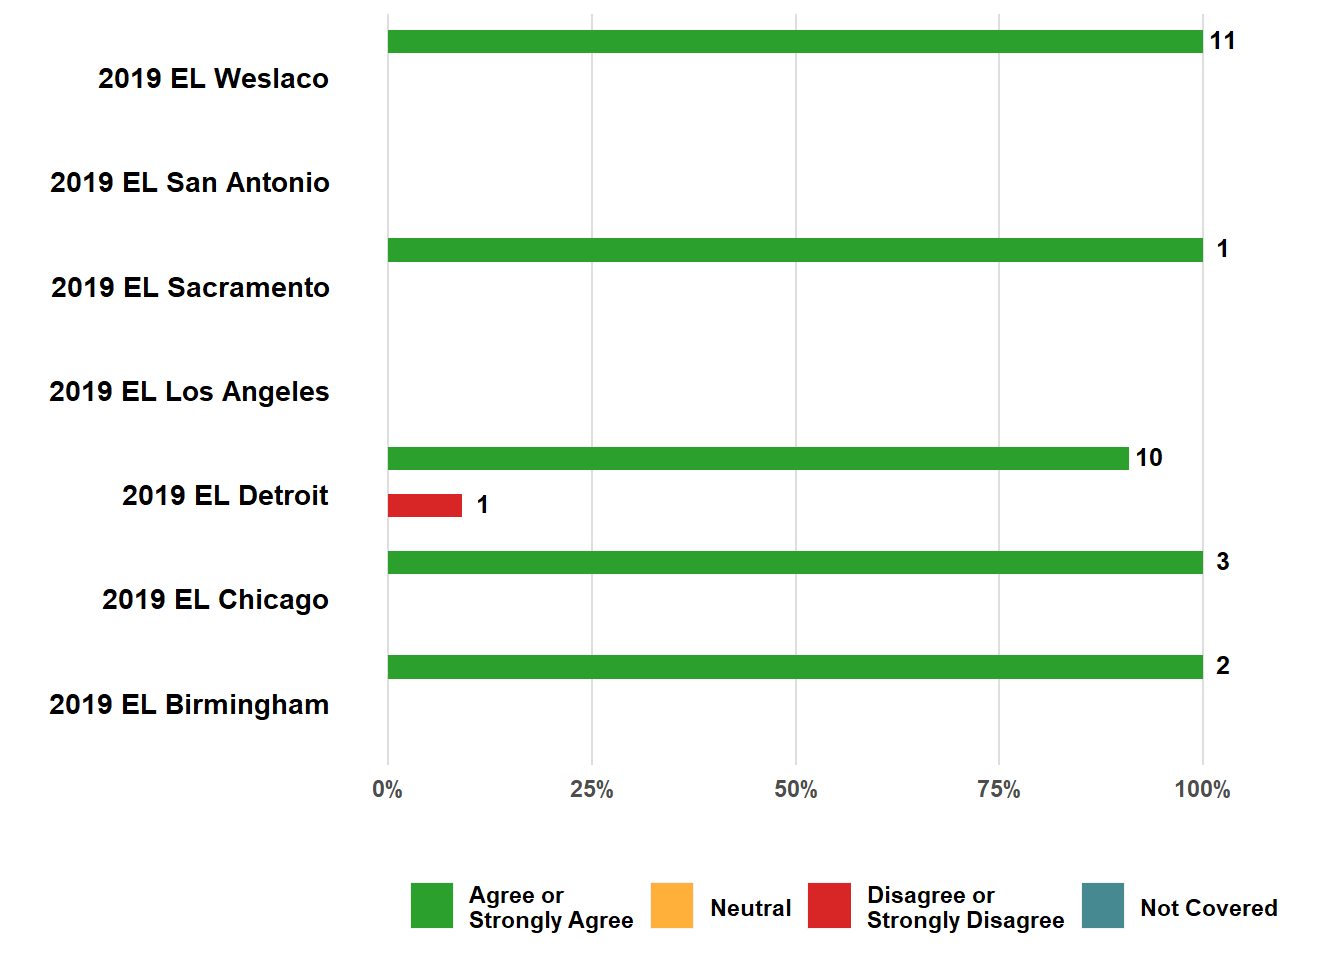 11
2019 EL Weslaco
2019 EL San Antonio
1
2019 EL Sacramento
2019 EL Los Angeles
10
2019 EL Detroit
1
3
2019 EL Chicago
2
2019 EL Birmingham
0% 25% 50% 75% 100%
Agree or
Strongly Agree
Neutral
Disagree or
Strongly Disagree
Not Covered